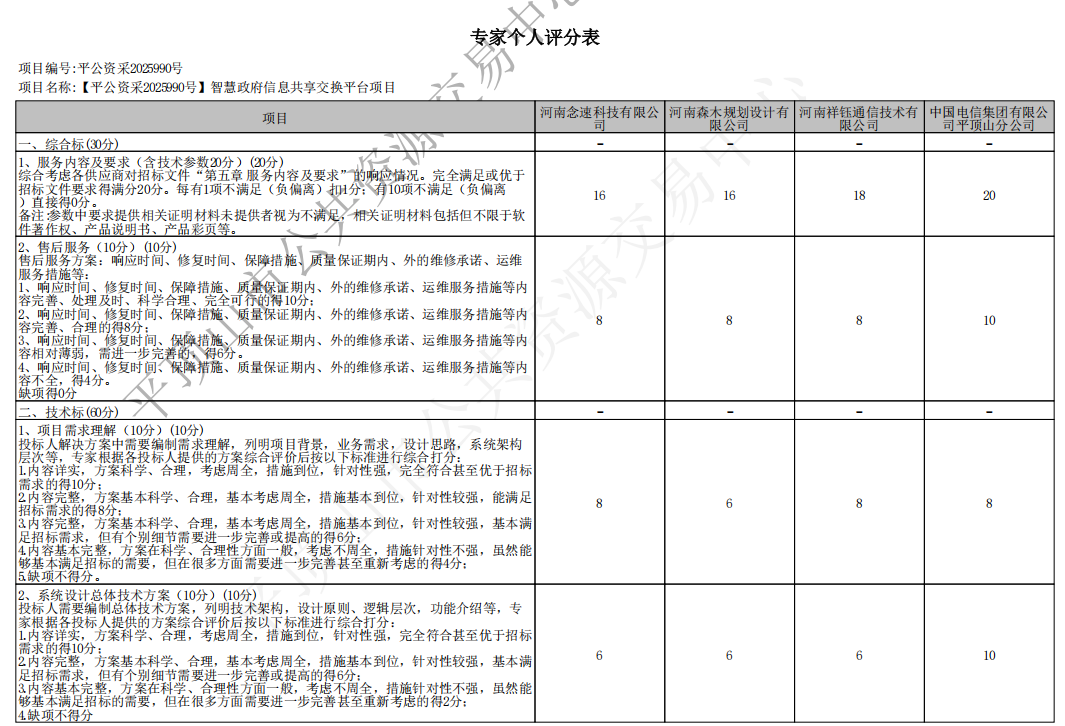 专家个人评分表
项目编号:平公资采2025990号
项目名称:【平公资采2025990号】智慧政府信息共享交换平台项目
项目
河南念速科技有限公
司
河南森木规划设计有
限公司
河南祥钰通信技术有
限公司
中国电信集团有限公
司平顶山分公司
一、综合标(30分)
-
-
-
-
1、服务内容及要求（含技术参数20分）(20分)
综合考虑各供应商对招标文件“第五章 服务内容及要求”的响应情况。完全满足或优于
招标文件要求得满分20分。每有1项不满足（负偏离）扣1分；有10项不满足（负偏离
）直接得0分。
备注:参数中要求提供相关证明材料未提供者视为不满足，相关证明材料包括但不限于软
件著作权、产品说明书、产品彩页等。
16
16
18
20
2、售后服务（10分）(10分)
售后服务方案：响应时间、修复时间、保障措施、质量保证期内、外的维修承诺、运维
服务措施等：
1、响应时间、修复时间、保障措施、质量保证期内、外的维修承诺、运维服务措施等内
容完善、处理及时、科学合理、完全可行的得10分；
2、响应时间、修复时间、保障措施、质量保证期内、外的维修承诺、运维服务措施等内
容完善、合理的得8分；
3、响应时间、修复时间、保障措施、质量保证期内、外的维修承诺、运维服务措施等内
容相对薄弱，需进一步完善的，得6分。
4、响应时间、修复时间、保障措施、质量保证期内、外的维修承诺、运维服务措施等内
容不全，得4分。
缺项得0分
8
8
8
10
二、技术标(60分)
-
-
-
-
1、项目需求理解（10分）(10分)
投标人解决方案中需要编制需求理解，列明项目背景，业务需求，设计思路，系统架构
层次等，专家根据各投标人提供的方案综合评价后按以下标准进行综合打分：
1.内容详实，方案科学、合理，考虑周全，措施到位，针对性强，完全符合甚至优于招标
需求的得10分；
2.内容完整，方案基本科学、合理，基本考虑周全，措施基本到位，针对性较强，能满足
招标需求的得8分；
3.内容完整，方案基本科学、合理，基本考虑周全，措施基本到位，针对性较强，基本满
足招标需求，但有个别细节需要进一步完善或提高的得6分；
4.内容基本完整，方案在科学、合理性方面一般，考虑不周全，措施针对性不强，虽然能
够基本满足招标的需要，但在很多方面需要进一步完善甚至重新考虑的得4分；
5.缺项不得分。
8
6
8
8
2、系统设计总体技术方案（10分）(10分)
投标人需要编制总体技术方案，列明技术架构，设计原则、逻辑层次，功能介绍等，专
家根据各投标人提供的方案综合评价后按以下标准进行综合打分：
1.内容详实，方案科学、合理，考虑周全，措施到位，针对性强，完全符合甚至优于招标
需求的得10分；
2.内容完整，方案基本科学、合理，基本考虑周全，措施基本到位，针对性较强，基本满
足招标需求，但有个别细节需要进一步完善或提高的得6分；
3.内容基本完整，方案在科学、合理性方面一般，考虑不周全，措施针对性不强，虽然能
够基本满足招标的需要，但在很多方面需要进一步完善甚至重新考虑的得2分；
4.缺项不得分
6
6
6
10
平顶山市公共资源交易中心
平顶山市公共资源交易中心